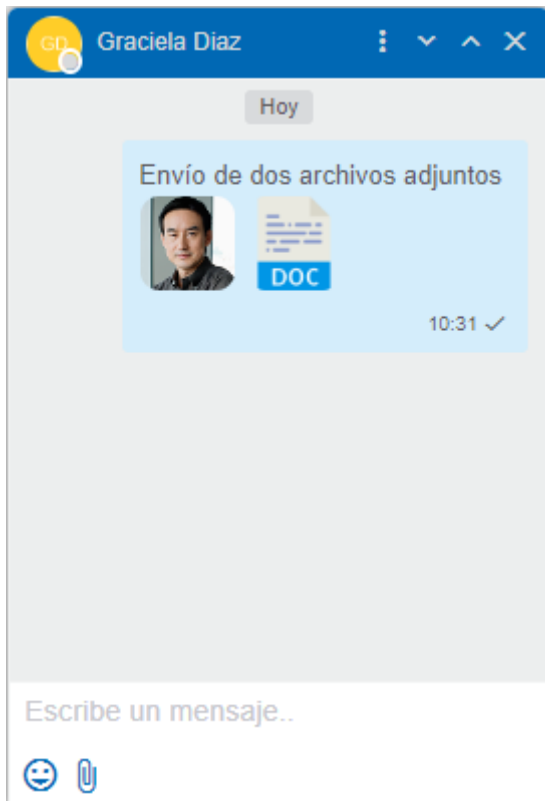 GD
Graciela Diaz
Hoy
Envío de dos archivos adjuntos
DOC
10:31
Escribe un mensaje..